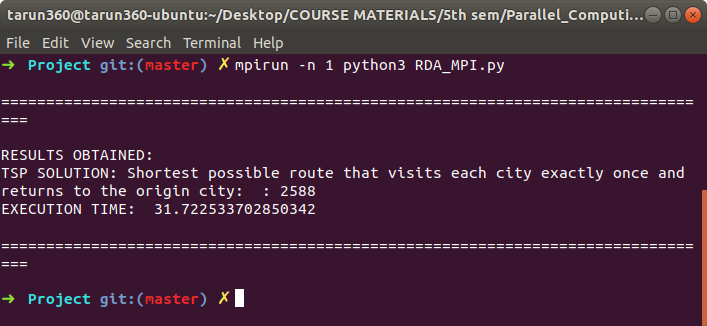 tarun360@tarun360-ubuntu:~/Desktop/COURSE MATERIALS/5th sem/Parallel_Computi...
File Edit View Search Terminal Help
➜ Project git:(master) ✗ mpirun -n 1 python3 RDA_MPI.py
=============================================================================
===
RESULTS OBTAINED:
TSP SOLUTION: Shortest possible route that visits each city exactly once and
returns to the origin city:  : 2588
EXECUTION TIME:  31.722533702850342
=============================================================================
===
➜ Project git:(master) ✗